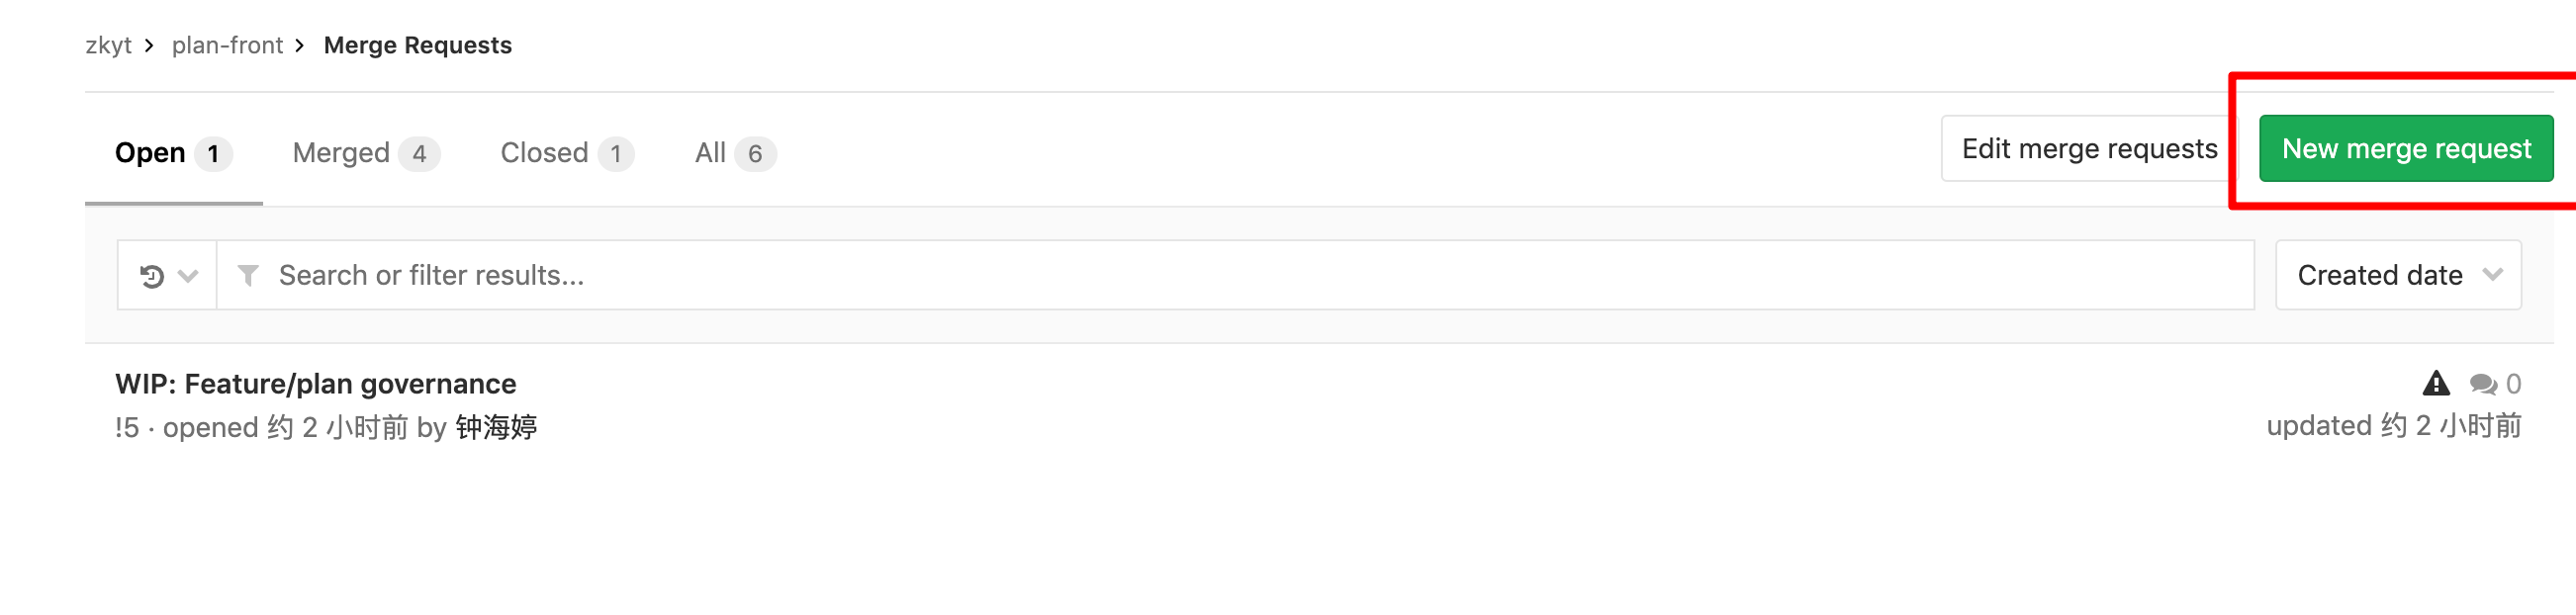 zkyt > plan-front > Merge Requests
Open 1 Merged 4 Closed 1 All 6 Edit merge requests New merge request
Search or filter results... Created date
WIP: Feature/plan governance 0
!5 · opened 约 2 小时前 by 钟海婷 updated 约 2 小时前